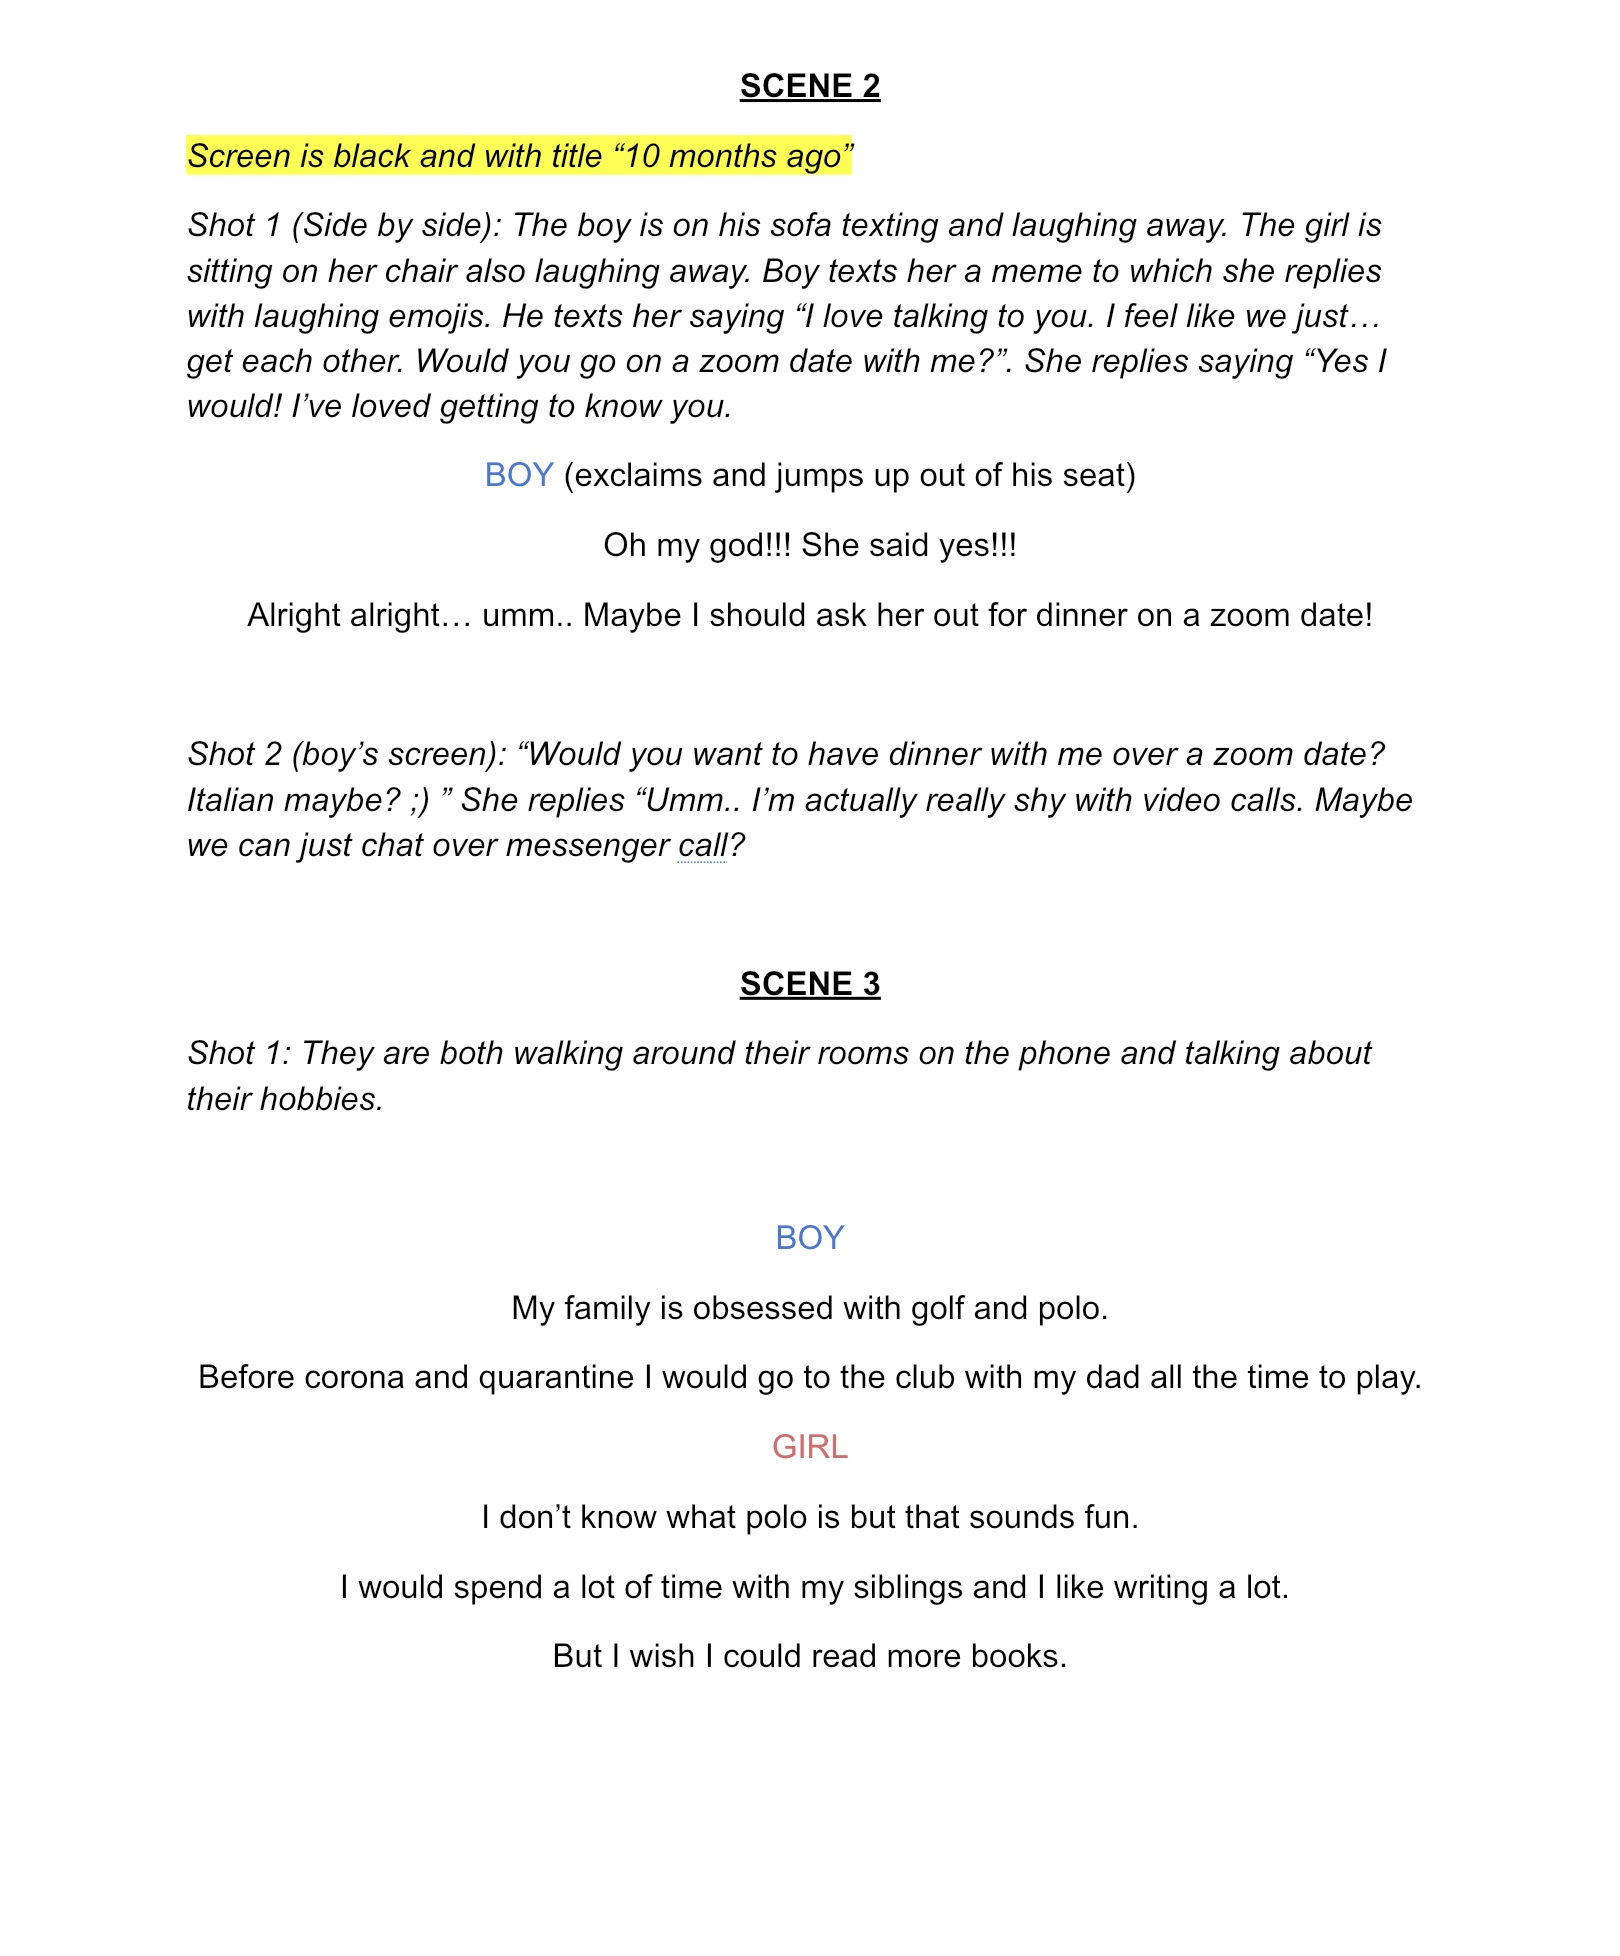 SCENE 2
Screen is black and with title “10 months ago”
Shot 1 (Side by side): The boy is on his sofa texting and laughing away. The girl is
sitting on her chair also laughing away. Boy texts her a meme to which she replies
with laughing emojis. He texts her saying “I love talking to you. I feel like we just…
get each other. Would you go on a zoom date with me?”. She replies saying “Yes I
would! I’ve loved getting to know you.
BOY (exclaims and jumps up out of his seat)
Oh my god!!! She said yes!!!
Alright alright… umm.. Maybe I should ask her out for dinner on a zoom date!
Shot 2 (boy’s screen): “Would you want to have dinner with me over a zoom date?
Italian maybe? ;) ” She replies “Umm.. I’m actually really shy with video calls. Maybe
we can just chat over messenger call?
SCENE 3
Shot 1: They are both walking around their rooms on the phone and talking about
their hobbies.
BOY
My family is obsessed with golf and polo.
Before corona and quarantine I would go to the club with my dad all the time to play.
GIRL
I don’t know what polo is but that sounds fun.
I would spend a lot of time with my siblings and I like writing a lot.
But I wish I could read more books.